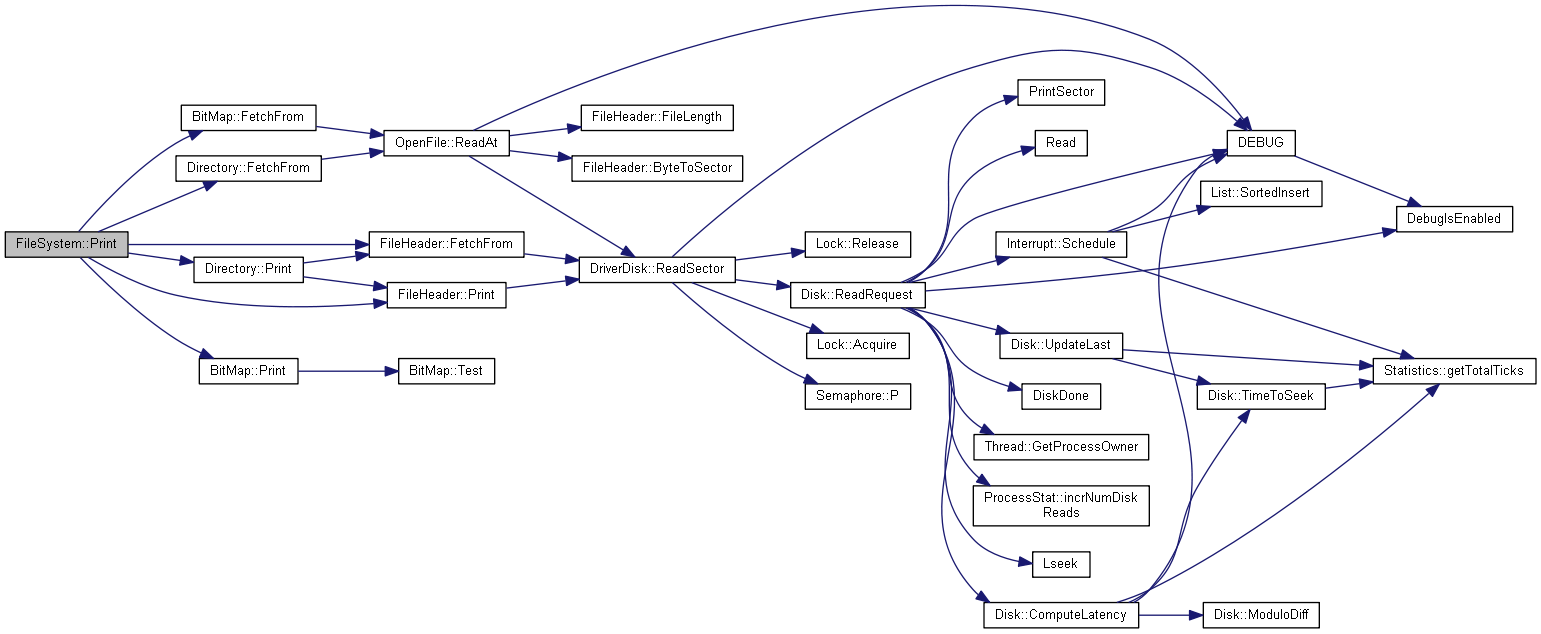 FileSystem::Print
BitMap::FetchFrom
Directory::FetchFrom
FileHeader::FetchFrom
Directory::Print
FileHeader::Print
BitMap::Print
OpenFile::ReadAt
BitMap::Test
FileHeader::FileLength
FileHeader::ByteToSector
DriverDisk::ReadSector
Lock::Release
Disk::ReadRequest
Lock::Acquire
Semaphore::P
PrintSector
Read
Interrupt::Schedule
Disk::UpdateLast
DiskDone
Thread::GetProcessOwner
ProcessStat::incrNumDisk
Reads
Lseek
Disk::ComputeLatency
DEBUG
List::SortedInsert
Disk::TimeToSeek
Disk::ModuloDiff
DebugIsEnabled
Statistics::getTotalTicks